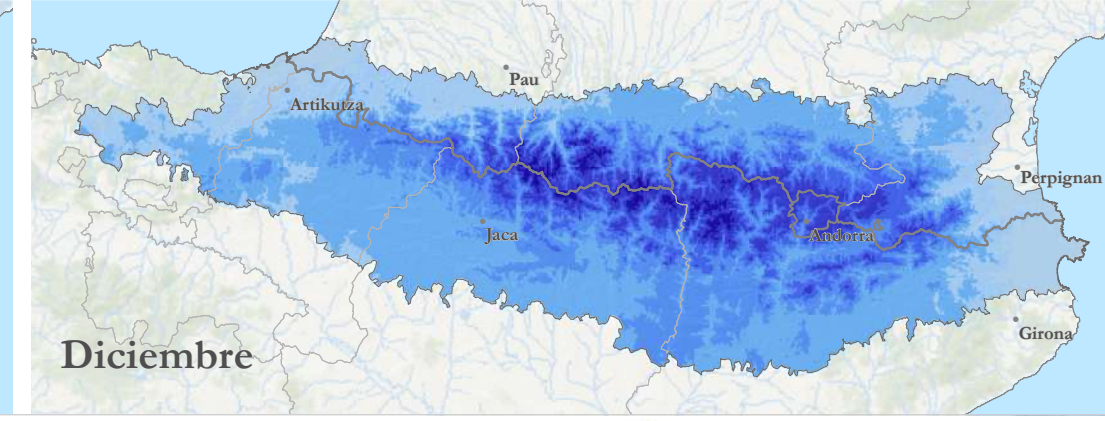 Pau
Artikutza
Perpignan
Jaca
Andorra
Girona
Diciembre